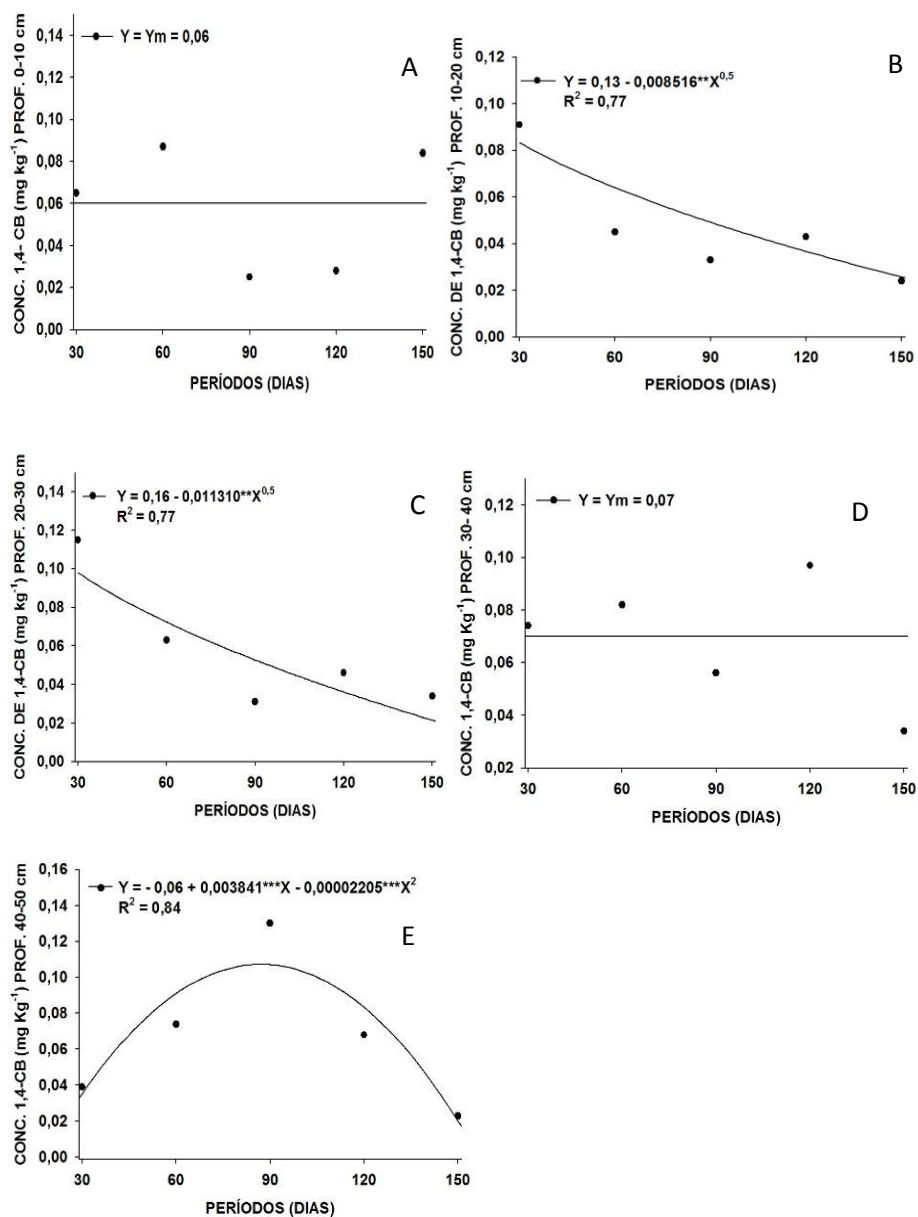 CONC. 1,4- CB (mg kg⁻¹) PROF. 0-10 cm
0,14
0,12
0,10
0,08
0,06
0,04
0,02
0,00
Y = Ym = 0,06
A
30 60 90 120 150
PERÍODOS (DIAS)
CONC. DE 1,4-CB (mg kg⁻¹) PROF. 10-20 cm
0,12
0,10
0,08
0,06
0,04
0,02
0,00
Y = 0,13 - 0,008516**X^0,5
R² = 0,77
B
30 60 90 120 150
PERÍODOS (DIAS)
CONC. DE 1,4-CB (mg kg⁻¹) PROF. 20-30 cm
0,14
0,12
0,10
0,08
0,06
0,04
0,02
0,00
Y = 0,16 - 0,011310**X^0,5
R² = 0,77
C
30 60 90 120 150
PERÍODOS (DIAS)
CONC. 1,4-CB (mg Kg⁻¹) PROF. 30- 40 cm
0,12
0,10
0,08
0,06
0,04
0,02
Y = Ym = 0,07
D
30 60 90 120 150
PERÍODOS (DIAS)
CONC. 1,4-CB (mg Kg⁻¹) PROF. 40-50 cm
0,16
0,14
0,12
0,10
0,08
0,06
0,04
0,02
0,00
Y = - 0,06 + 0,003841***X - 0,00002205***X²
R² = 0,84
E
30 60 90 120 150
PERÍODOS (DIAS)